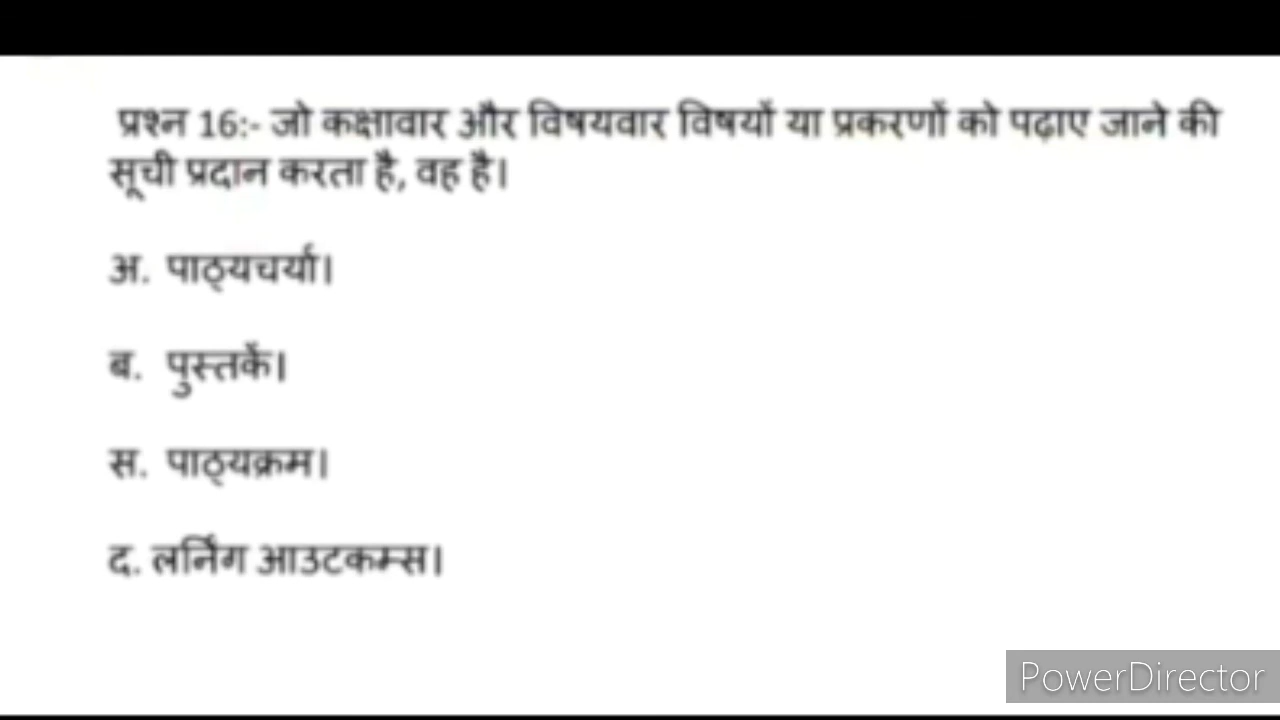 प्रश्न 16:- जो कक्षावार और विषयवार विषयों या प्रकरणों को पढ़ाए जाने की
सूची प्रदान करता है, वह है।
अ. पाठ्यचर्या।
ब. पुस्तकें।
स. पाठ्यक्रम।
द. लर्निंग आउटकम्स।
PowerDirector